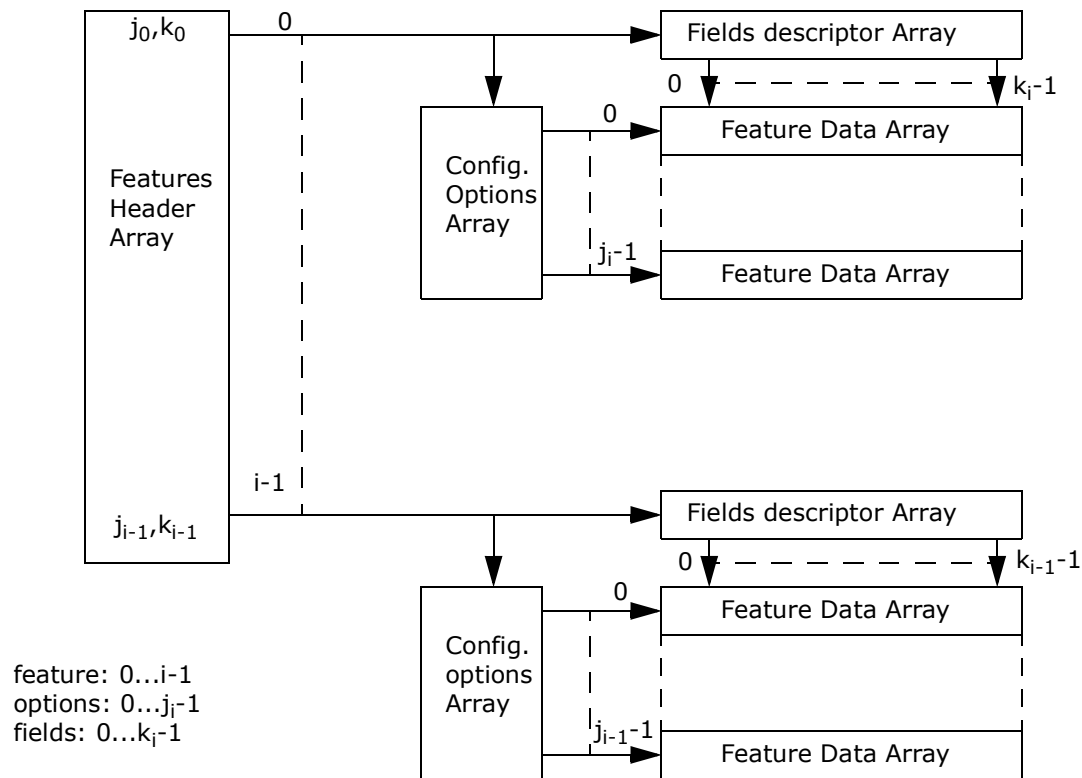 j₀,k₀
0
Fields descriptor Array
0
kᵢ-1
Features
Header
Array
Config.
Options
Array
0
Feature Data Array
jᵢ-1
Feature Data Array
i-1
jᵢ₋₁,kᵢ₋₁
Fields descriptor Array
0
kᵢ₋₁-1
Config.
options
Array
0
Feature Data Array
jᵢ₋₁-1
Feature Data Array
feature: 0...i-1
options: 0...jᵢ-1
fields: 0...kᵢ-1